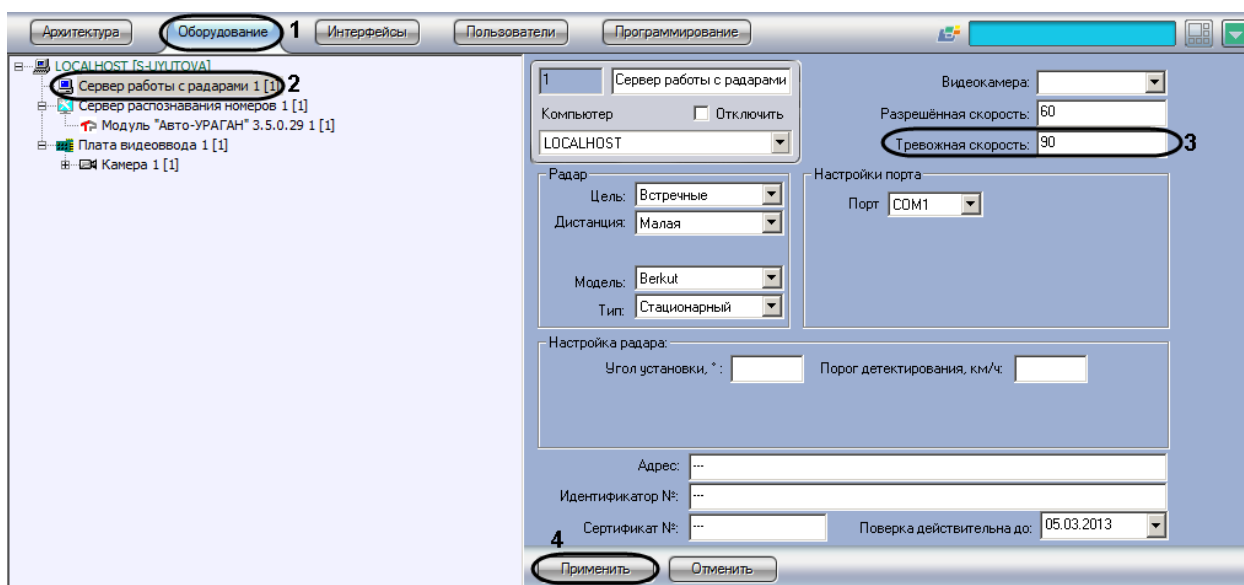 Архитектура Оборудование 1 Интерфейсы Пользователи Программирование
LOCALHOST [S-UYUTOVA]
Сервер работы с радарами 1 [1] 2
Сервер распознавания номеров 1 [1]
Модуль "Авто-УРАГАН" 3.5.0.29 1 [1]
Плата видеоввода 1 [1]
Камера 1 [1]
1 Сервер работы с радарами
Компьютер Отключить
LOCALHOST
Видеокамера:
Разрешённая скорость: 60
Тревожная скорость: 90 3
Радар
Цель: Встречные
Дистанция: Малая
Модель: Berkut
Тип: Стационарный
Настройки порта
Порт COM1
Настройка радара:
Угол установки, ° : Порог детектирования, км/ч:
Адрес: ---
Идентификатор №: ---
Сертификат №: --- Поверка действительна до: 05.03.2013
4
Применить Отменить